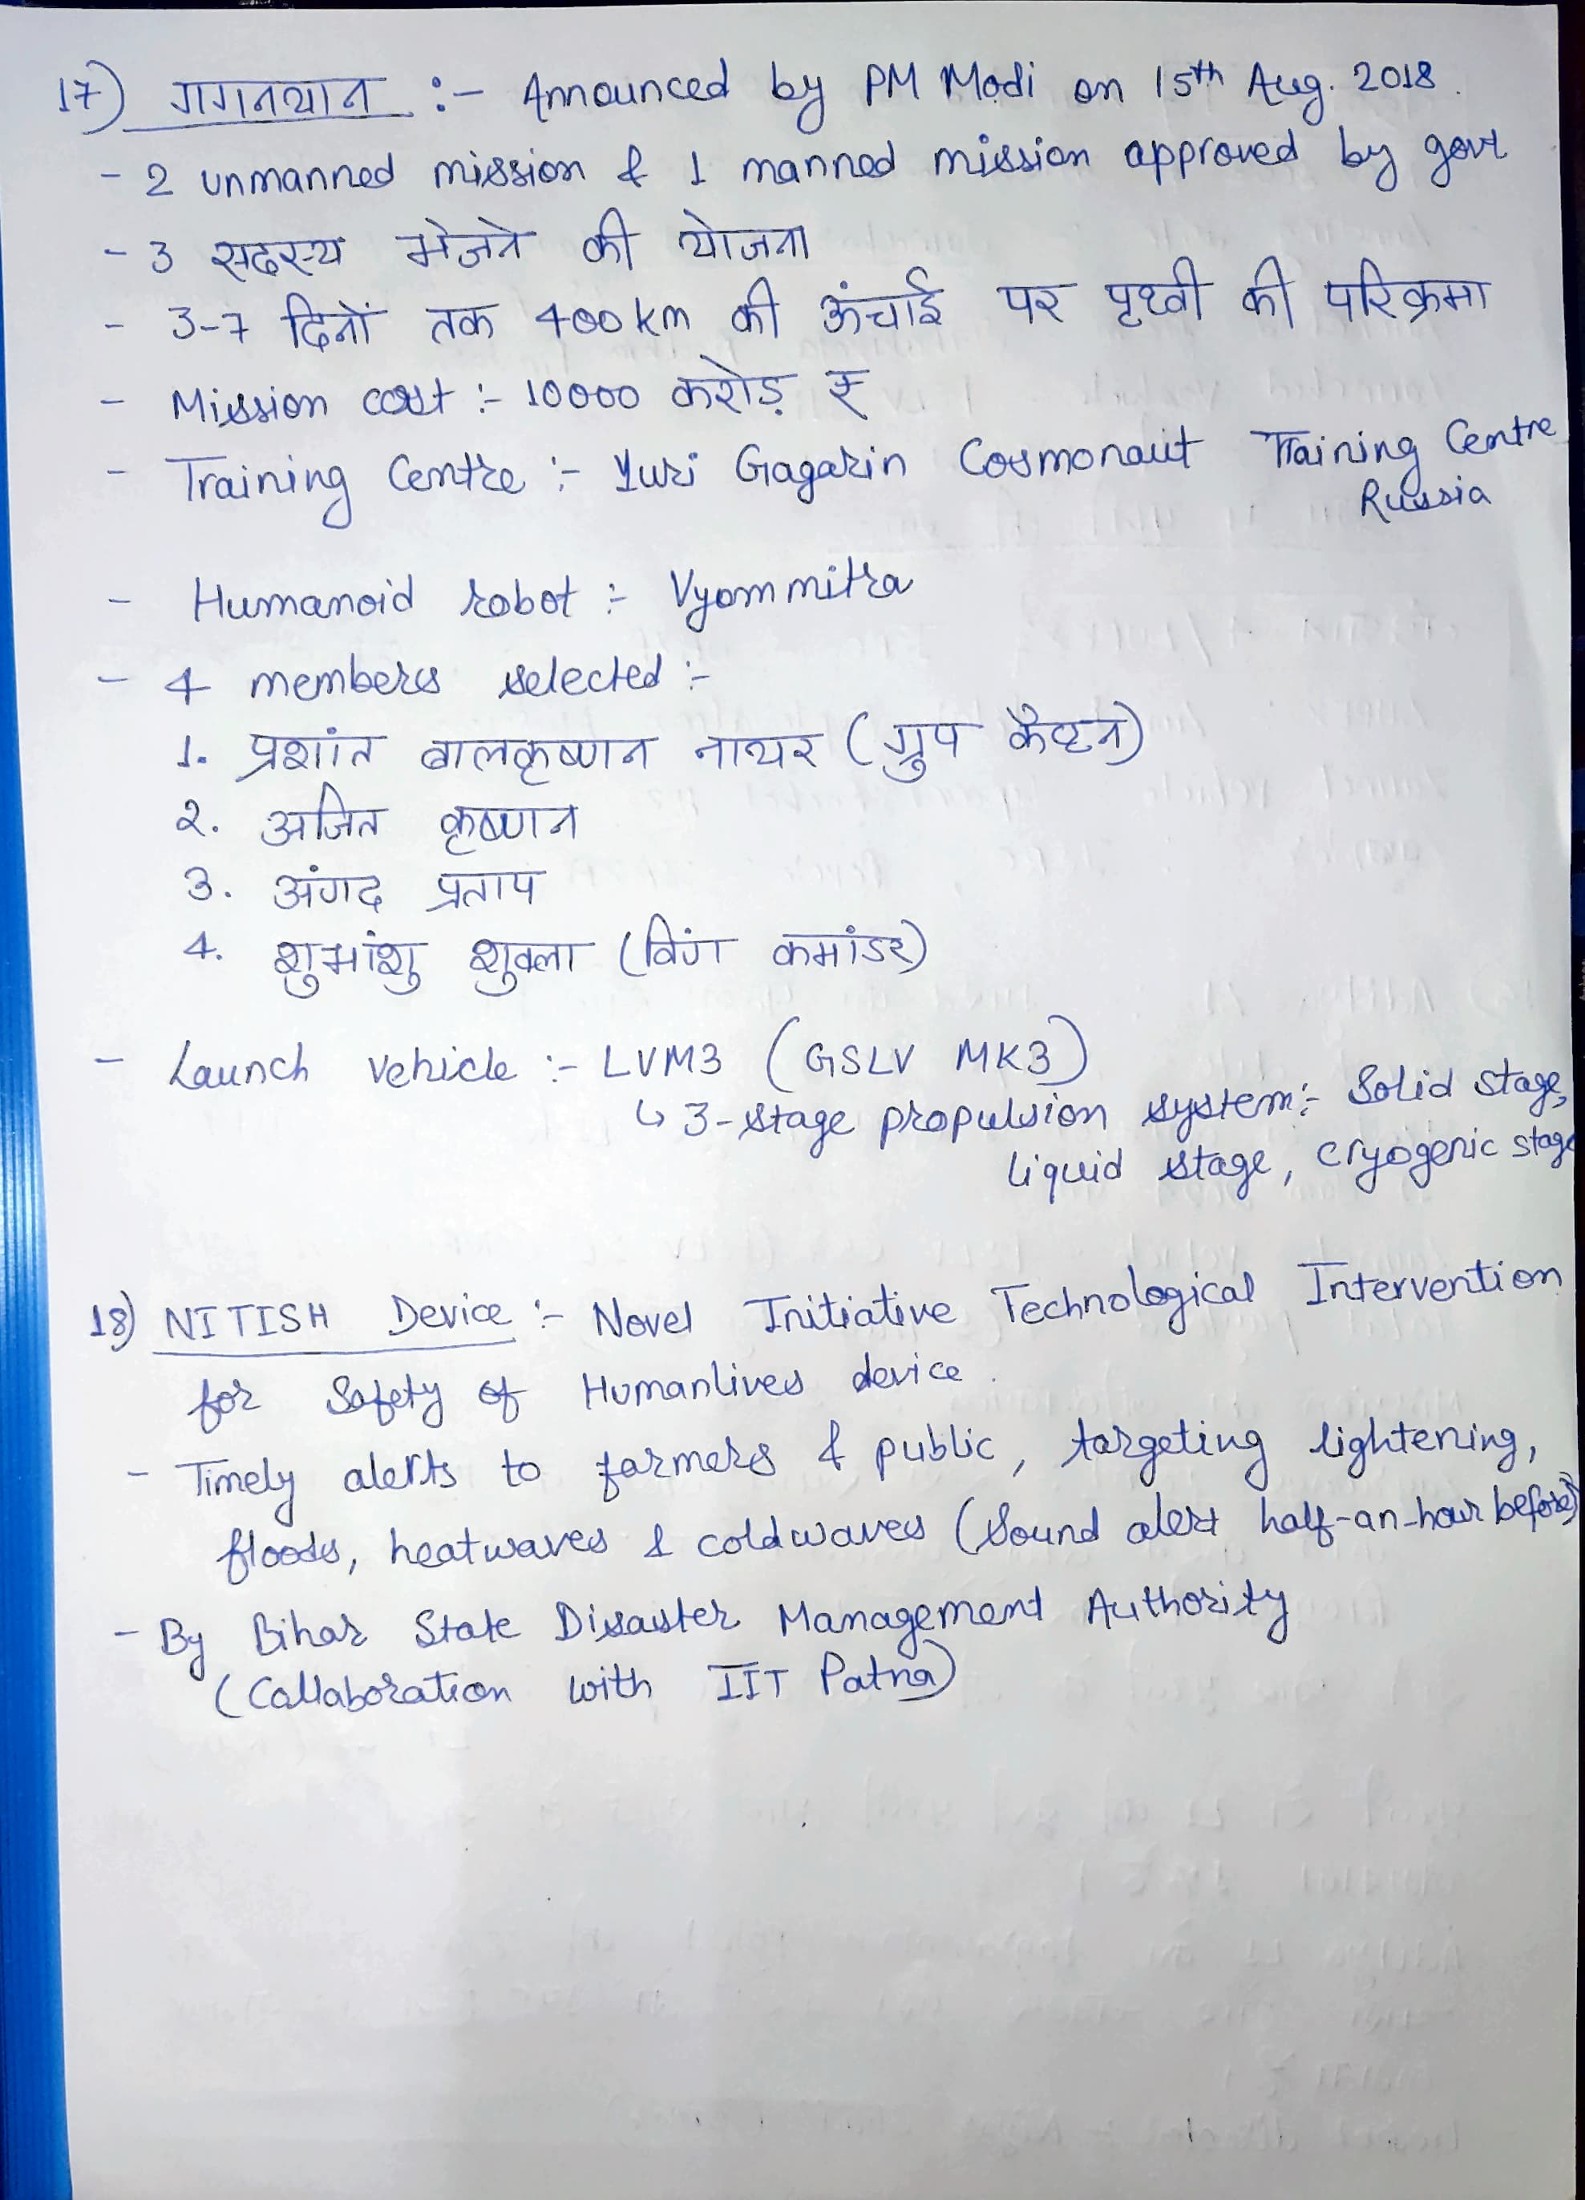 17) गगनयान :- Announced by PM Modi on 15th Aug. 2018.
- 2 unmanned mission & 1 manned mission approved by govt
- 3 सदस्य भेजने की योजना
- 3-7 दिनों तक 400km की ऊंचाई पर पृथ्वी की परिक्रमा
- Mission cost :- 10000 करोड़ ₹
- Training Centre :- Yuri Gagarin Cosmonaut Training Centre
Russia
- Humanoid robot :- Vyommitra
- 4 members selected :-
1. प्रशांत बालकृष्णन नायर (ग्रुप कैप्टन)
2. अजित कृष्णन
3. अंगद प्रताप
4. शुभांशु शुक्ला (विंग कमांडर)
- Launch vehicle :- LVM3 (GSLV MK3)
↳ 3-stage propulsion system:- Solid stage,
liquid stage, cryogenic stage
18) NITISH Device :- Novel Initiative Technological Intervention
for Safety of Humanlives device.
- Timely alerts to farmers & public, targeting lightening,
floods, heatwaves & coldwaves (Sound alert half-an-hour before)
- By Bihar State Disaster Management Authority
(Collaboration with IIT Patna)